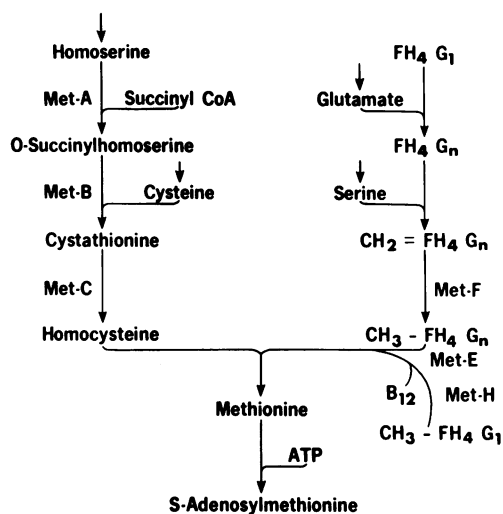 Homoserine
FH4 G1
Met-A
Succinyl CoA
Glutamate
O-Succinylhomoserine
FH4 Gn
Met-B
Cysteine
Serine
Cystathionine
CH2 = FH4 Gn
Met-C
Met-F
Homocysteine
CH3 - FH4 Gn
Met-E
B12
Met-H
Methionine
CH3 - FH4 G1
ATP
S-Adenosylmethionine